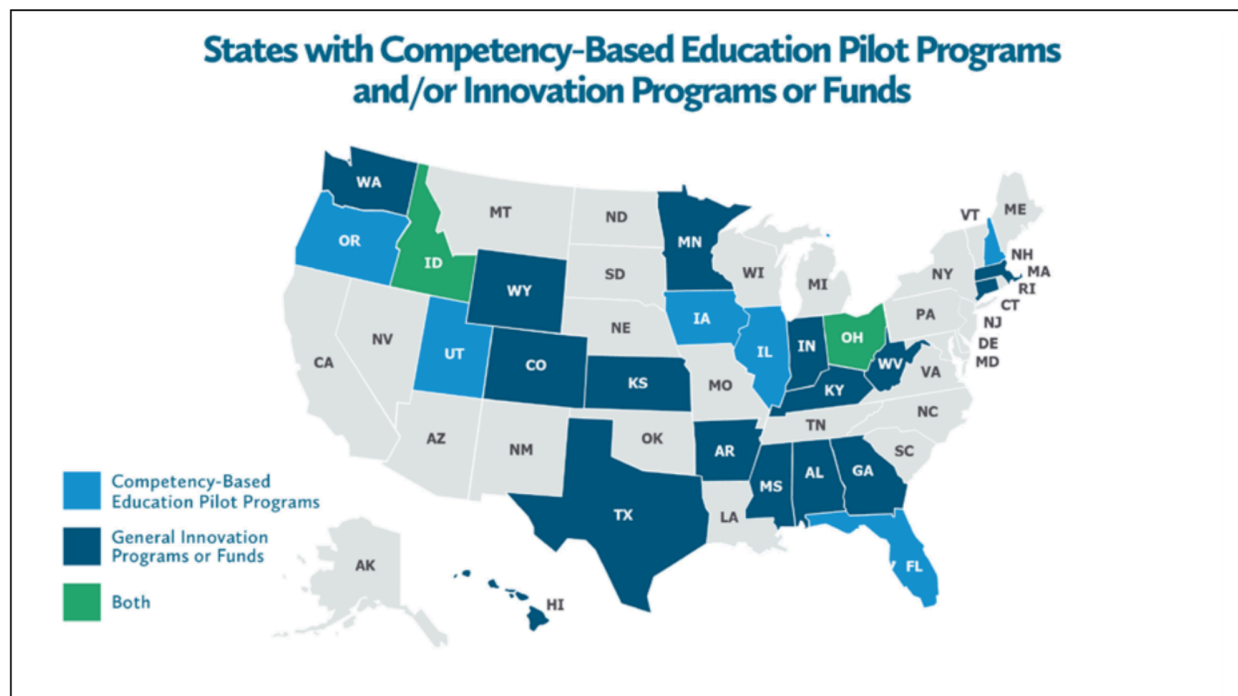 States with Competency-Based Education Pilot Programs
and/or Innovation Programs or Funds
WA
MT
ND
MN
VT
ME
OR
ID
SD
WI
MI
NY
NH
MA
RI
CT
WY
IA
NE
PA
NJ
NV
UT
CO
IL
IN
OH
DE
MD
CA
KS
MO
WV
VA
KY
NC
TN
AZ
NM
OK
AR
SC
MS
AL
GA
TX
LA
FL
AK
HI
Competency-Based
Education Pilot Programs
General Innovation
Programs or Funds
Both